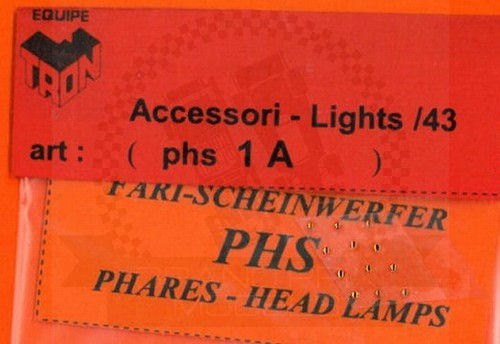 EQUIPE
TRON
Accessori - Lights /43
art : ( phs 1 A )
FARI-SCHEINWERFER
PHS
PHARES - HEAD LAMPS